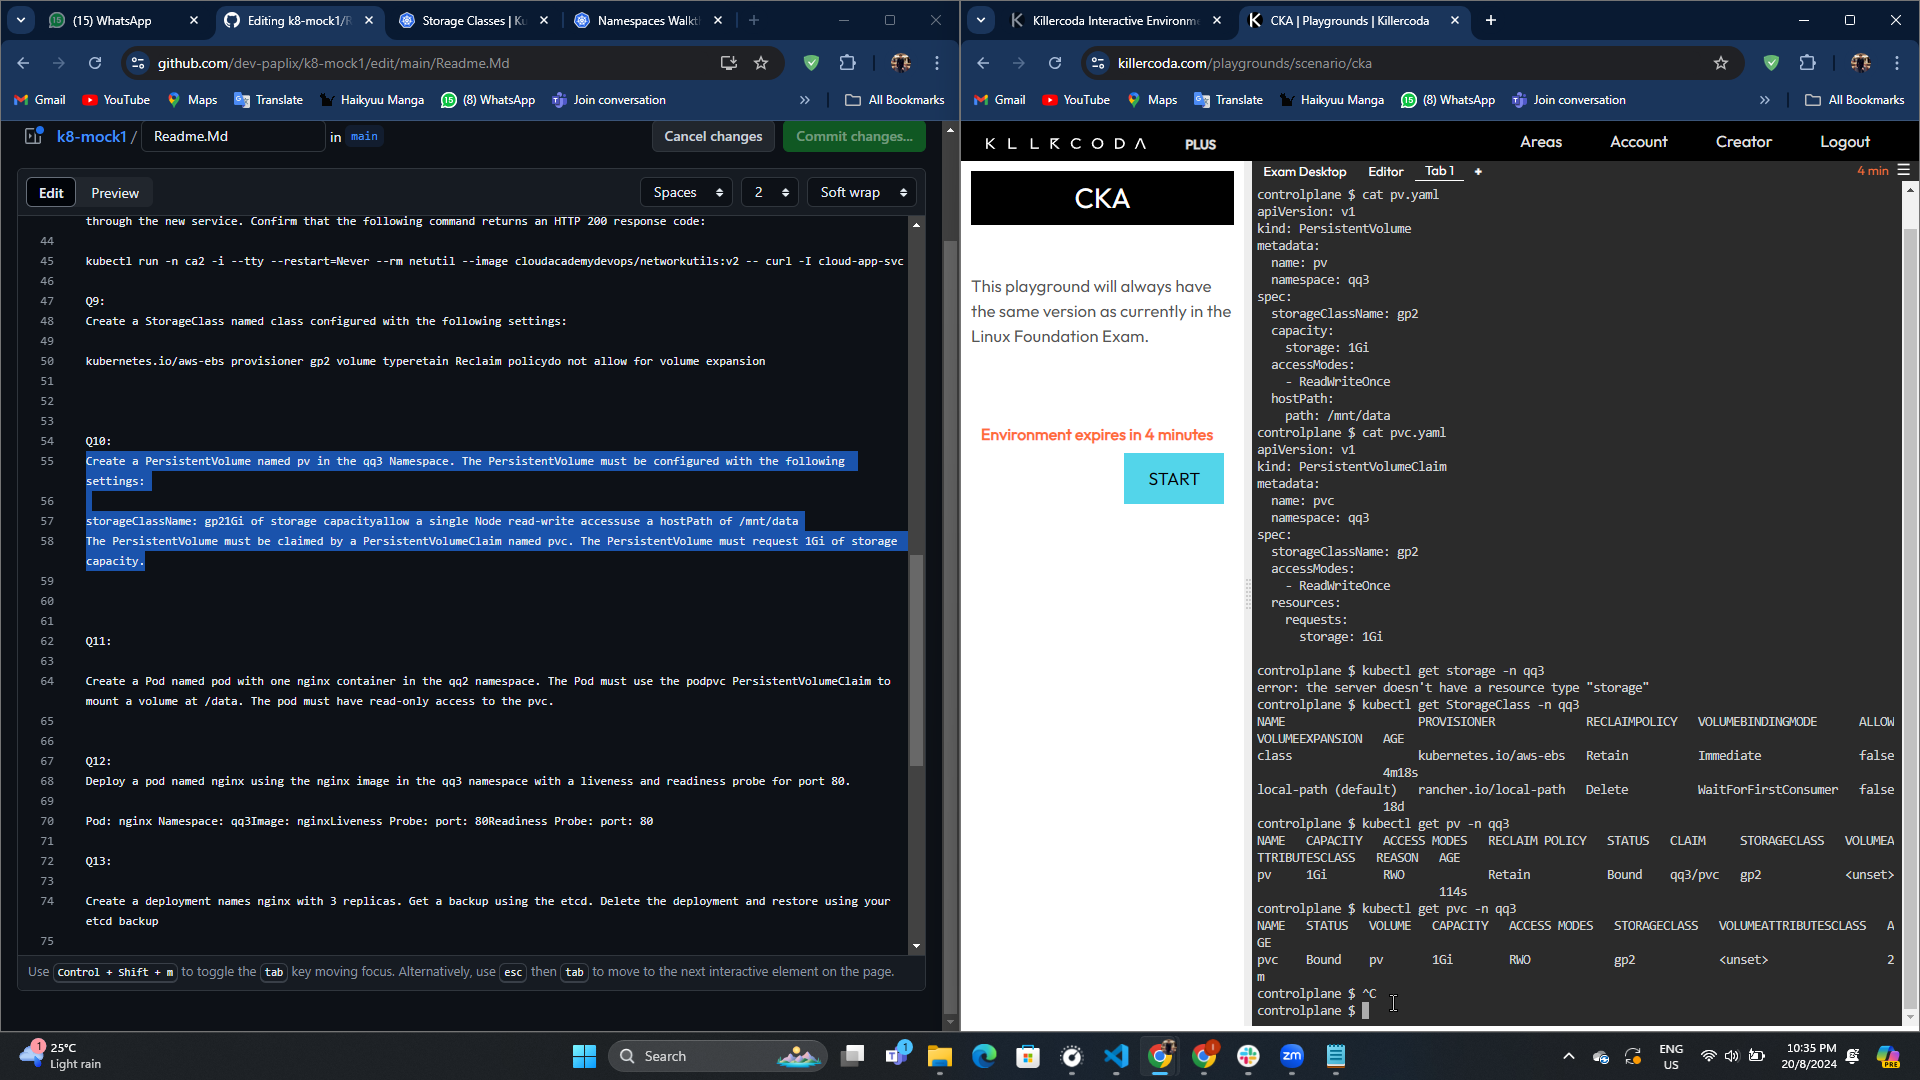 (15) WhatsApp
Editing k8-mock1/R
Storage Classes | Ku
Namespaces Walkt
github.com/dev-paplix/k8-mock1/edit/main/Readme.Md
Gmail
YouTube
Maps
Translate
Haikyuu Manga
(8) WhatsApp
Join conversation
»
All Bookmarks
k8-mock1 /
Readme.Md
in main
Cancel changes
Commit changes...
Edit
Preview
Spaces
2
Soft wrap
through the new service. Confirm that the following command returns an HTTP 200 response code:
44
45 kubectl run -n ca2 -i --tty --restart=Never --rm netutil --image cloudacademydevops/networkutils:v2 -- curl -I cloud-app-svc
46
47 Q9:
48 Create a StorageClass named class configured with the following settings:
49
50 kubernetes.io/aws-ebs provisioner gp2 volume typeretain Reclaim policydo not allow for volume expansion
51
52
53
54 Q10:
55 Create a PersistentVolume named pv in the qq3 Namespace. The PersistentVolume must be configured with the following
settings:
56
57 storageClassName: gp21Gi of storage capacityallow a single Node read-write accessuse a hostPath of /mnt/data
58 The PersistentVolume must be claimed by a PersistentVolumeClaim named pvc. The PersistentVolume must request 1Gi of storage
capacity.
59
60
61
62 Q11:
63
64 Create a Pod named pod with one nginx container in the qq2 namespace. The Pod must use the podpvc PersistentVolumeClaim to
mount a volume at /data. The pod must have read-only access to the pvc.
65
66
67 Q12:
68 Deploy a pod named nginx using the nginx image in the qq3 namespace with a liveness and readiness probe for port 80.
69
70 Pod: nginx Namespace: qq3Image: nginxLiveness Probe: port: 80Readiness Probe: port: 80
71
72 Q13:
73
74 Create a deployment names nginx with 3 replicas. Get a backup using the etcd. Delete the deployment and restore using your
etcd backup
75
Use Control + Shift + m to toggle the tab key moving focus. Alternatively, use esc then tab to move to the next interactive element on the page.
Killercoda Interactive Environm
CKA | Playgrounds | Killercoda
killercoda.com/playgrounds/scenario/cka
Gmail
YouTube
Maps
Translate
Haikyuu Manga
(8) WhatsApp
Join conversation
»
All Bookmarks
KLLRCODA
PLUS
Areas
Account
Creator
Logout
CKA
This playground will always have
the same version as currently in the
Linux Foundation Exam.
Environment expires in 4 minutes
START
Exam Desktop
Editor
Tab 1
+
4 min
controlplane $ cat pv.yaml
apiVersion: v1
kind: PersistentVolume
metadata:
name: pv
namespace: qq3
spec:
storageClassName: gp2
capacity:
storage: 1Gi
accessModes:
- ReadWriteOnce
hostPath:
path: /mnt/data
controlplane $ cat pvc.yaml
apiVersion: v1
kind: PersistentVolumeClaim
metadata:
name: pvc
namespace: qq3
spec:
storageClassName: gp2
accessModes:
- ReadWriteOnce
resources:
requests:
storage: 1Gi
controlplane $ kubectl get storage -n qq3
error: the server doesn't have a resource type "storage"
controlplane $ kubectl get StorageClass -n qq3
NAME PROVISIONER RECLAIMPOLICY VOLUMEBINDINGMODE ALLOW
VOLUMEEXPANSION AGE
class kubernetes.io/aws-ebs Retain Immediate false
4m18s
local-path (default) rancher.io/local-path Delete WaitForFirstConsumer false
18d
controlplane $ kubectl get pv -n qq3
NAME CAPACITY ACCESS MODES RECLAIM POLICY STATUS CLAIM STORAGECLASS VOLUMEA
TTRIBUTESCLASS REASON AGE
pv 1Gi RWO Retain Bound qq3/pvc gp2 <unset>
114s
controlplane $ kubectl get pvc -n qq3
NAME STATUS VOLUME CAPACITY ACCESS MODES STORAGECLASS VOLUMEATTRIBUTESCLASS A
GE
pvc Bound pv 1Gi RWO gp2 <unset> 2
m
controlplane $ ^C
controlplane $
1
25°C
Light rain
Search
1
ENG
US
10:35 PM
20/8/2024